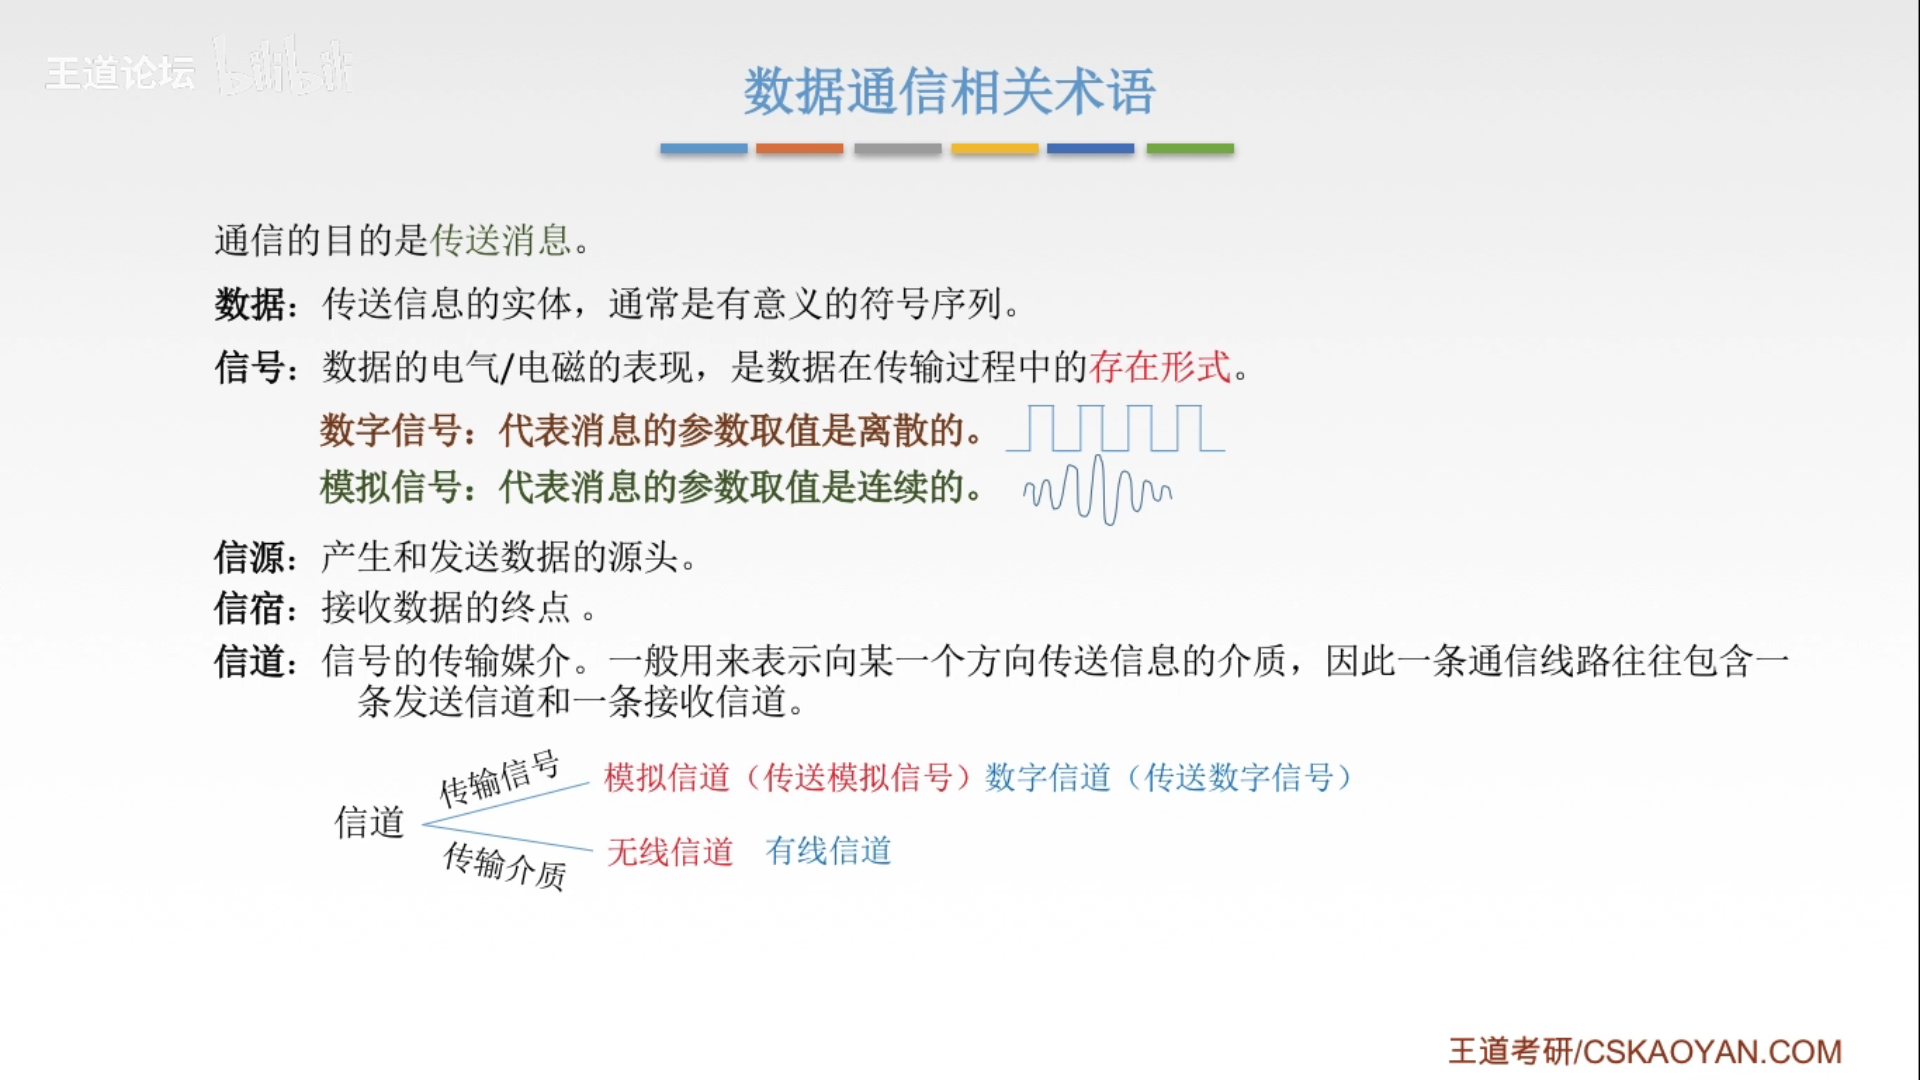 王道论坛 bilibili
数据通信相关术语
通信的目的是传送消息。
数据：传送信息的实体，通常是有意义的符号序列。
信号：数据的电气/电磁的表现，是数据在传输过程中的存在形式。
数字信号：代表消息的参数取值是离散的。
模拟信号：代表消息的参数取值是连续的。
信源：产生和发送数据的源头。
信宿：接收数据的终点 。
信道：信号的传输媒介。一般用来表示向某一个方向传送信息的介质，因此一条通信线路往往包含一
条发送信道和一条接收信道。
传输信号
模拟信道（传送模拟信号）数字信道（传送数字信号）
信道
传输介质
无线信道 有线信道
王道考研/CSKAOYAN.COM